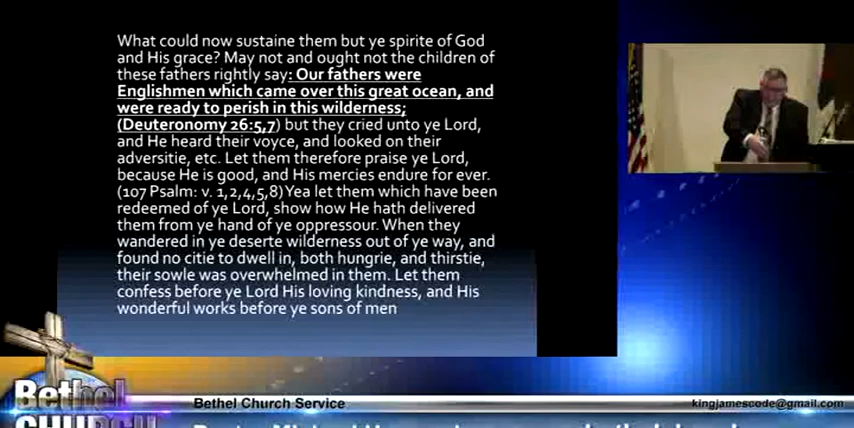 What could now sustaine them but ye spirite of God
and His grace? May not and ought not the children of
these fathers rightly say: Our fathers were
Englishmen which came over this great ocean, and
were ready to perish in this wilderness;
(Deuteronomy 26:5,7) but they cried unto ye Lord,
and He heard their voyce, and looked on their
adversitie, etc. Let them therefore praise ye Lord,
because He is good, and His mercies endure for ever.
(107 Psalm: v. 1,2,4,5,8) Yea let them which have been
redeemed of ye Lord, show how He hath delivered
them from ye hand of ye oppressour. When they
wandered in ye deserte wilderness out of ye way, and
found no citie to dwell in, both hungrie, and thirstie,
their sowle was overwhelmed in them. Let them
confess before ye Lord His loving kindness, and His
wonderful works before ye sons of men
Bethel
CHURCH
Bethel Church Service
kingjamescode@gmail.com